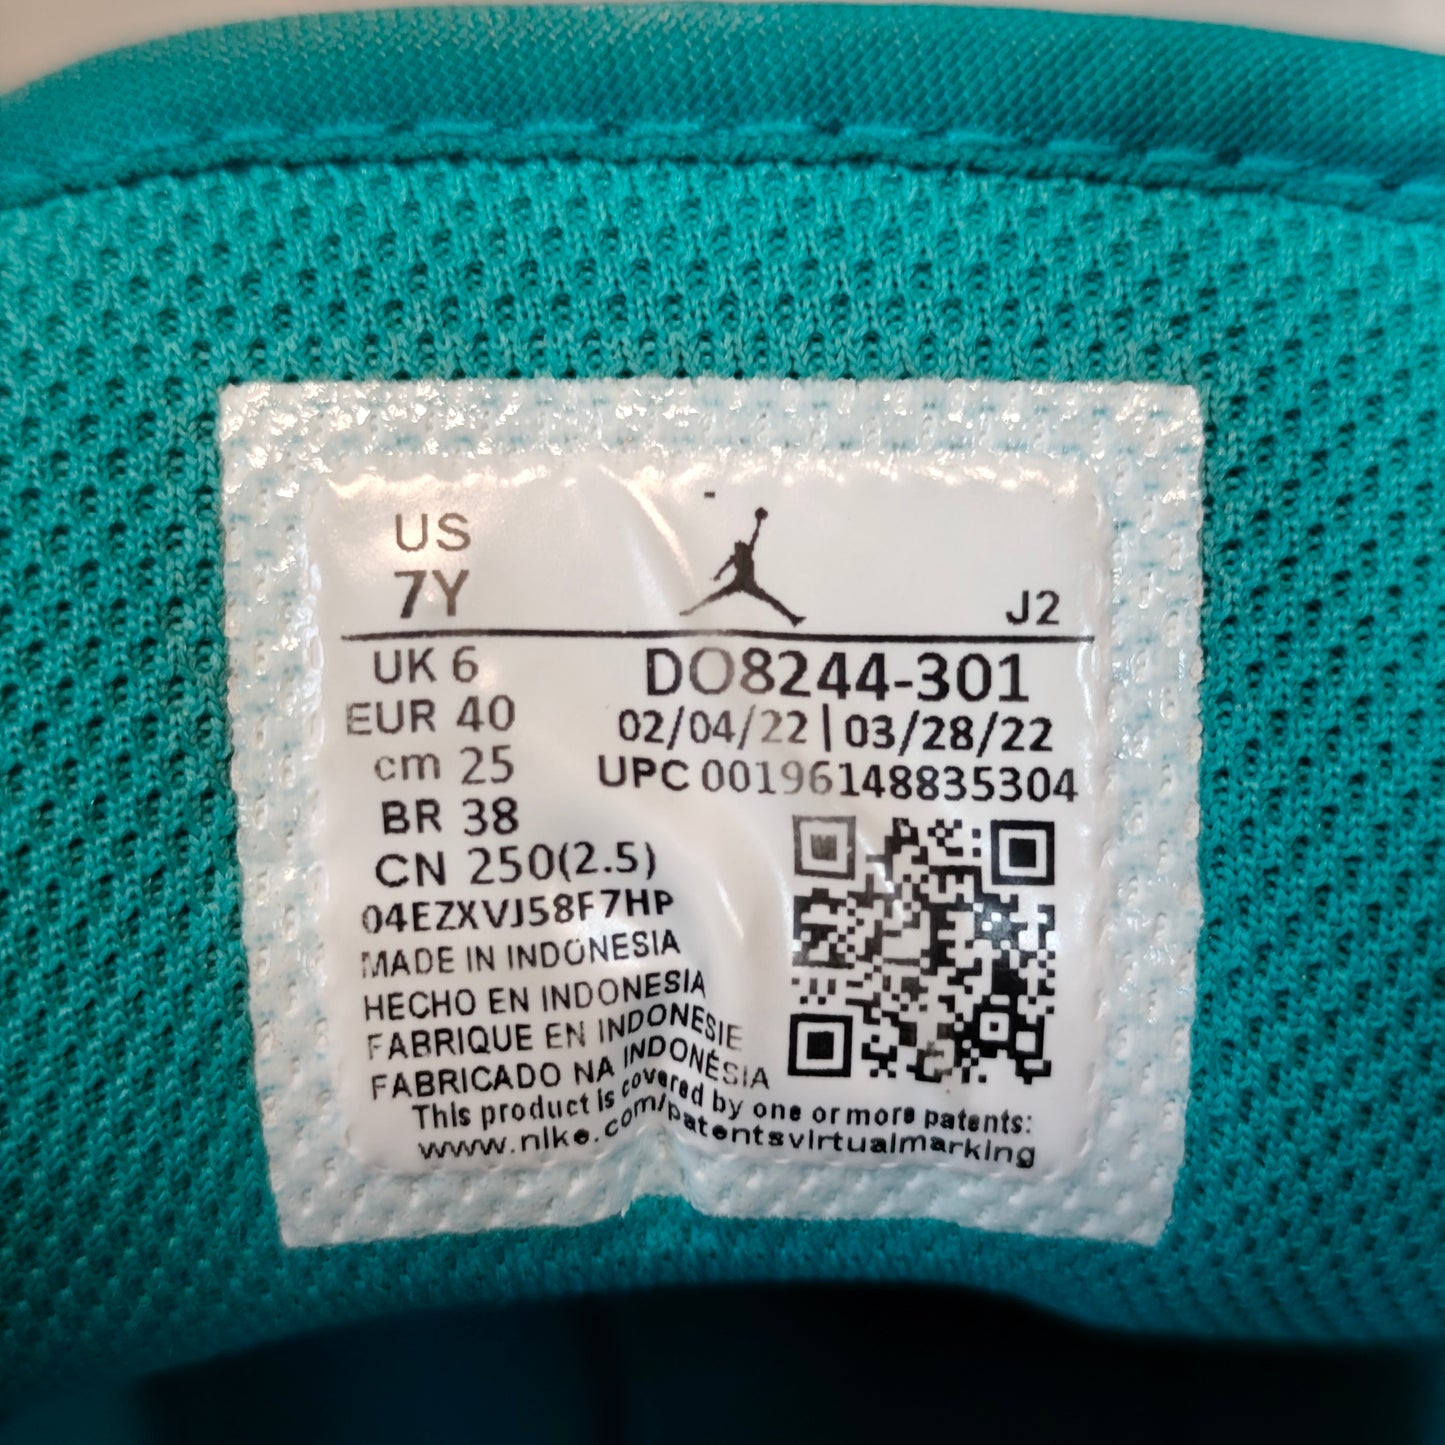 US
7Y
J2
UK 6
EUR 40
cm 25
BR 38
CN 250(2.5)
DO8244-301
02/04/22 | 03/28/22
UPC 00196148835304
04EZXVJ58F7HP
MADE IN INDONESIA
HECHO EN INDONESIA
FABRIQUE EN INDONESIE
FABRICADO NA INDONÉSIA
This product is covered by one or more patents:
www.nike.com/patentsvirtualmarking